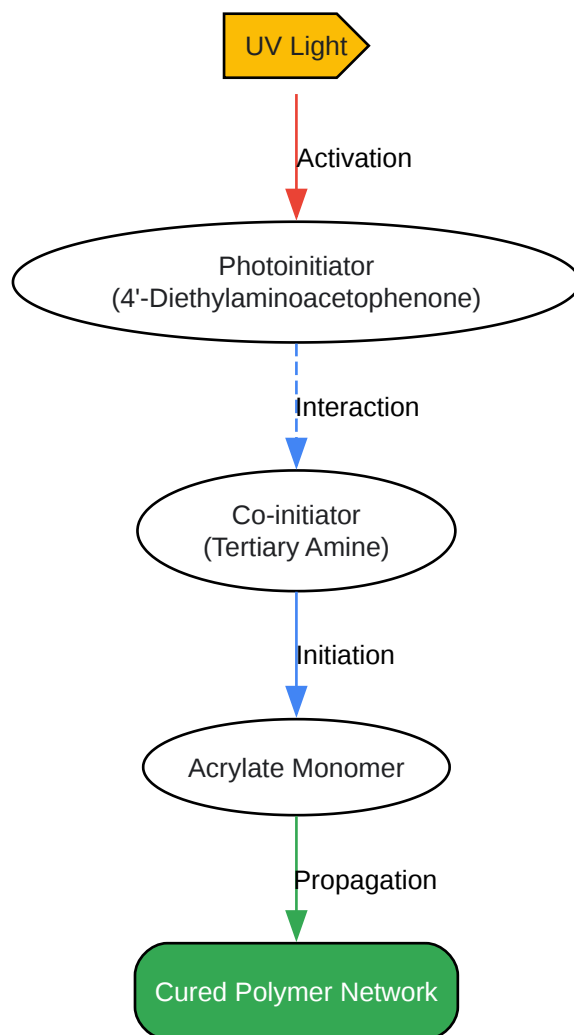 UV Light
Activation
Photoinitiator
(4'-Diethylaminoacetophenone)
Interaction
Co-initiator
(Tertiary Amine)
Initiation
Acrylate Monomer
Propagation
Cured Polymer Network